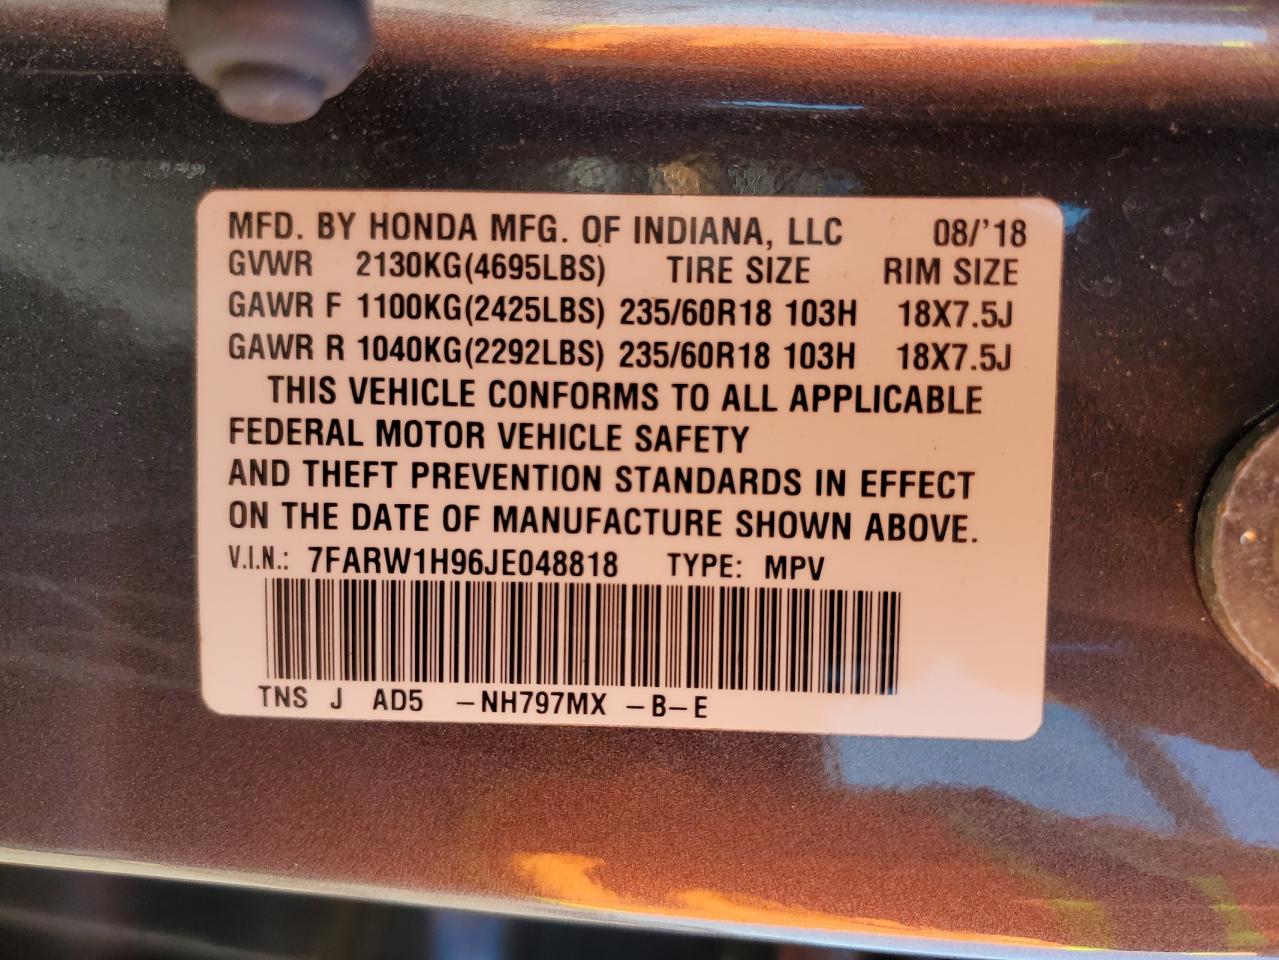 MFD. BY HONDA MFG. OF INDIANA, LLC 08/'18
GVWR 2130KG(4695LBS) TIRE SIZE RIM SIZE
GAWR F 1100KG(2425LBS) 235/60R18 103H 18X7.5J
GAWR R 1040KG(2292LBS) 235/60R18 103H 18X7.5J
THIS VEHICLE CONFORMS TO ALL APPLICABLE
FEDERAL MOTOR VEHICLE SAFETY
AND THEFT PREVENTION STANDARDS IN EFFECT
ON THE DATE OF MANUFACTURE SHOWN ABOVE.
V.I.N.: 7FARW1H96JE048818 TYPE: MPV
TNS J AD5 -NH797MX -B-E